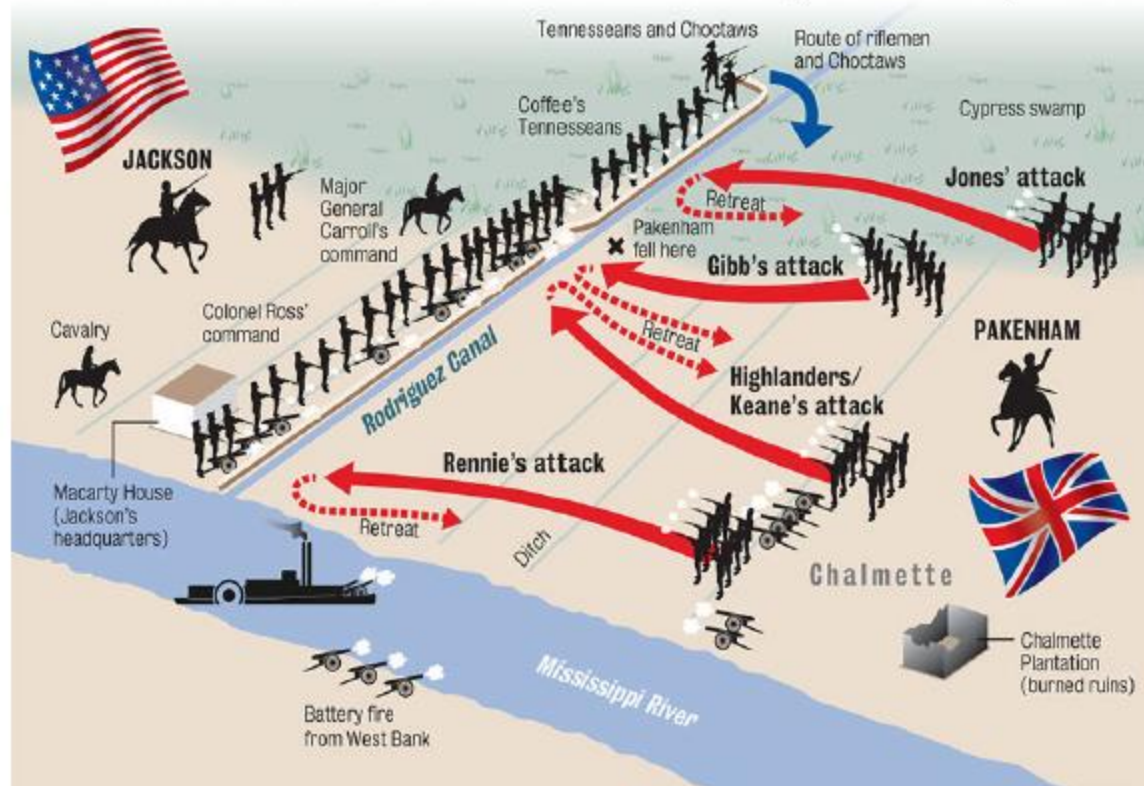 Tennesseans and Choctaws
Route of riflemen
and Choctaws
Coffee's
Tennesseans
Cypress swamp
JACKSON
Major
General
Carroll's
command
Jones' attack
Retreat
Pakenham
fell here
Gibb's attack
Cavalry
Colonel Ross'
command
PAKENHAM
Retreat
Rodriguez Canal
Highlanders/
Keane's attack
Rennie's attack
Macarty House
(Jackson's
headquarters)
Retreat
Ditch
Chalmette
Chalmette
Plantation
(burned ruins)
Mississippi River
Battery fire
from West Bank